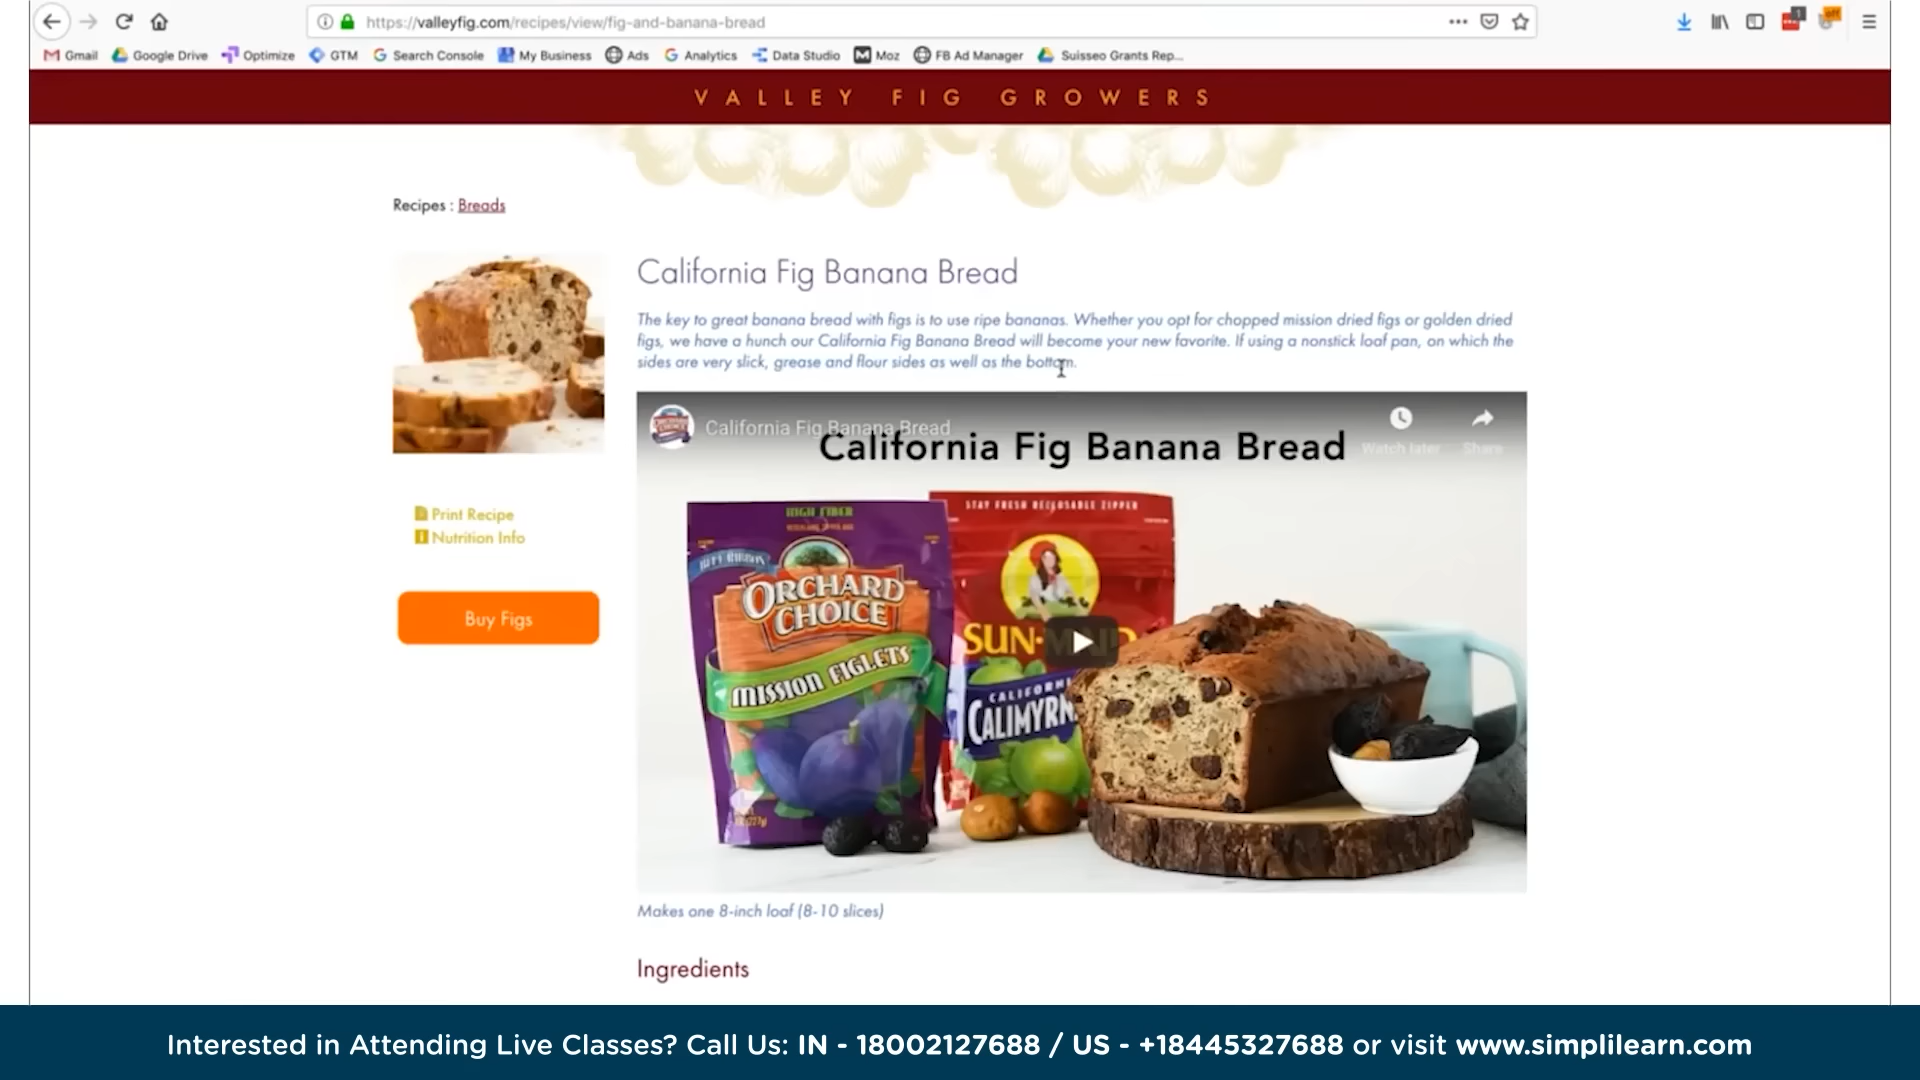 https://valleyfig.com/recipes/view/fig-and-banana-bread
Gmail Google Drive Optimize GTM Search Console My Business Ads Analytics Data Studio Moz FB Ad Manager Suisseo Grants Rep...
VALLEY FIG GROWERS
Recipes : Breads
California Fig Banana Bread
The key to great banana bread with figs is to use ripe bananas. Whether you opt for chopped mission dried figs or golden dried
figs, we have a hunch our California Fig Banana Bread will become your new favorite. If using a nonstick loaf pan, on which the
sides are very slick, grease and flour sides as well as the bottom.
California Fig Banana Bread
California Fig Banana Bread
Watch later
Share
HIGH FIBER
ORCHARD
CHOICE
MISSION FIGLETS
STAY FRESH RECLOSABLE ZIPPER
SUN-
CALIFORN
CALIMYRN
Print Recipe
Nutrition Info
Buy Figs
Makes one 8-inch loaf (8-10 slices)
Ingredients
Interested in Attending Live Classes? Call Us: IN - 18002127688 / US - +18445327688 or visit www.simplilearn.com